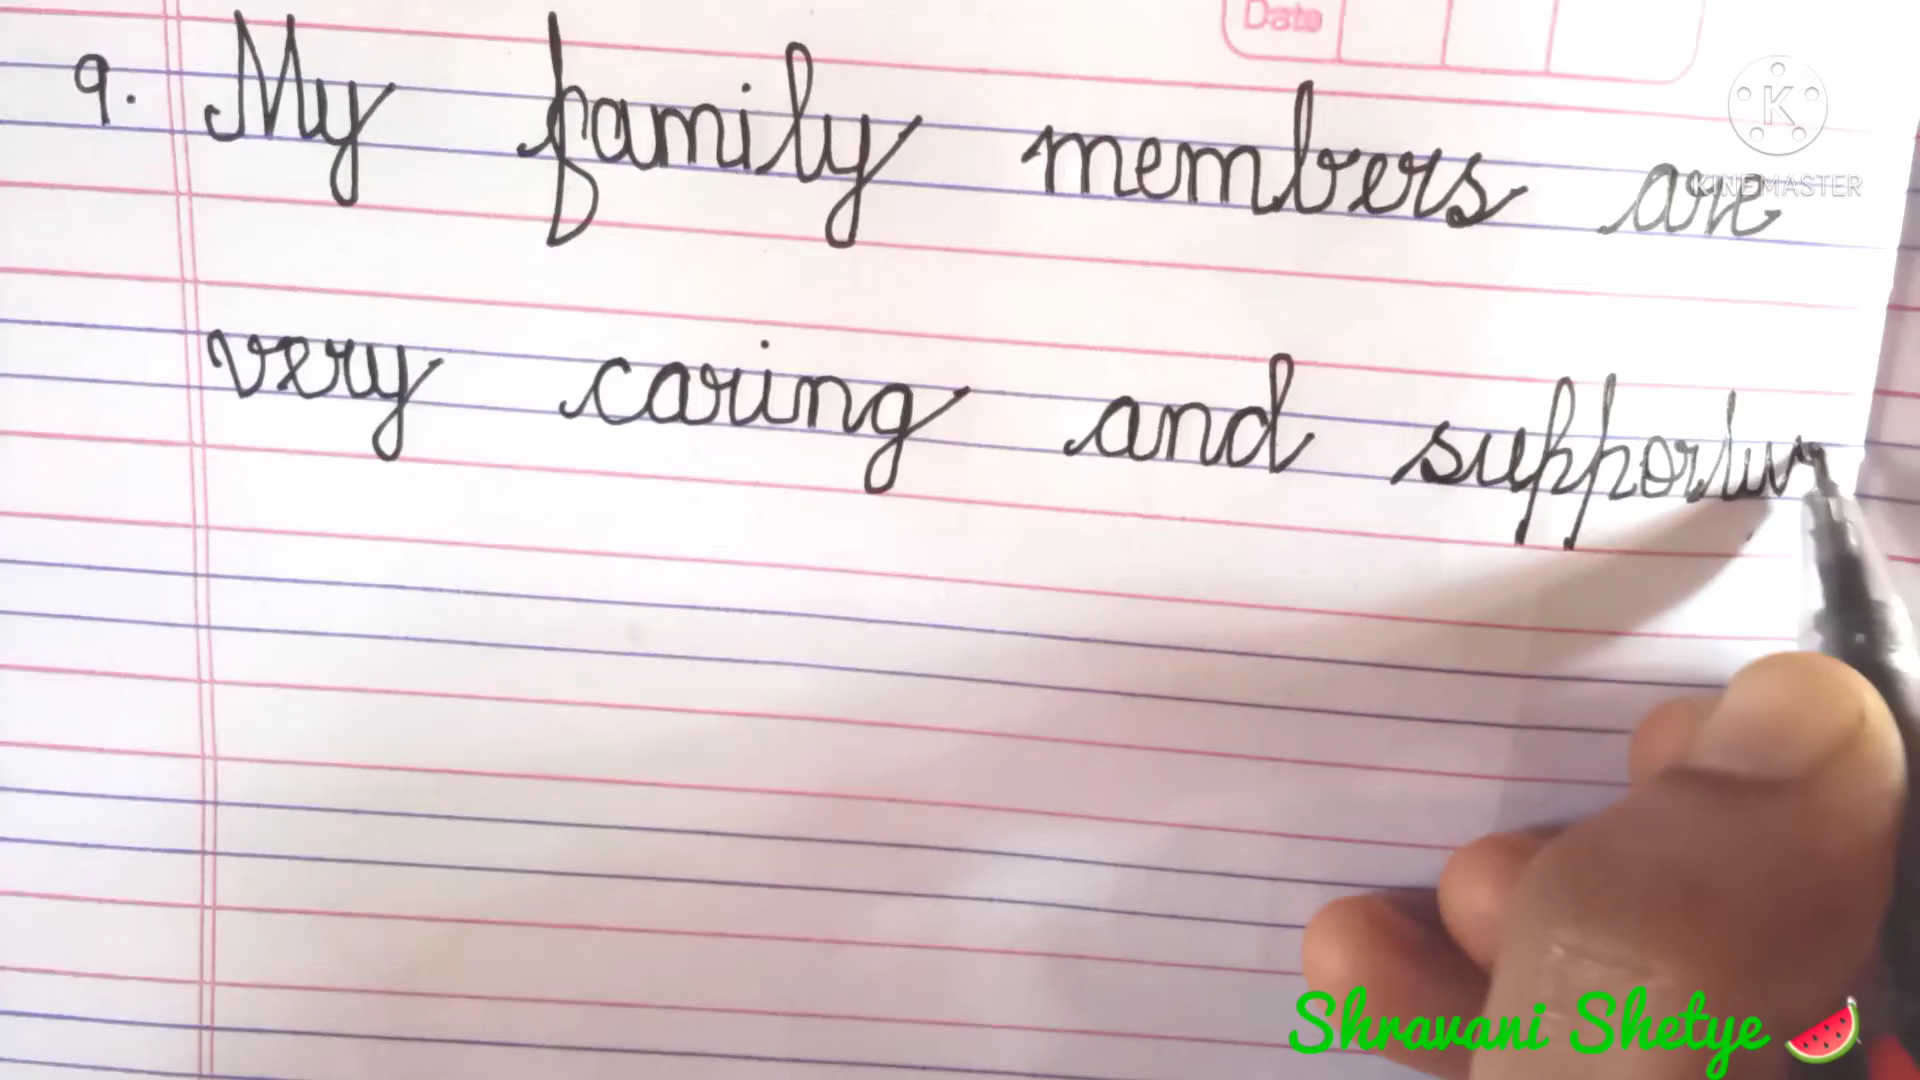 Date
9. My family members are
KINEMASTER
very caring and supportiv
Shravani Shetye